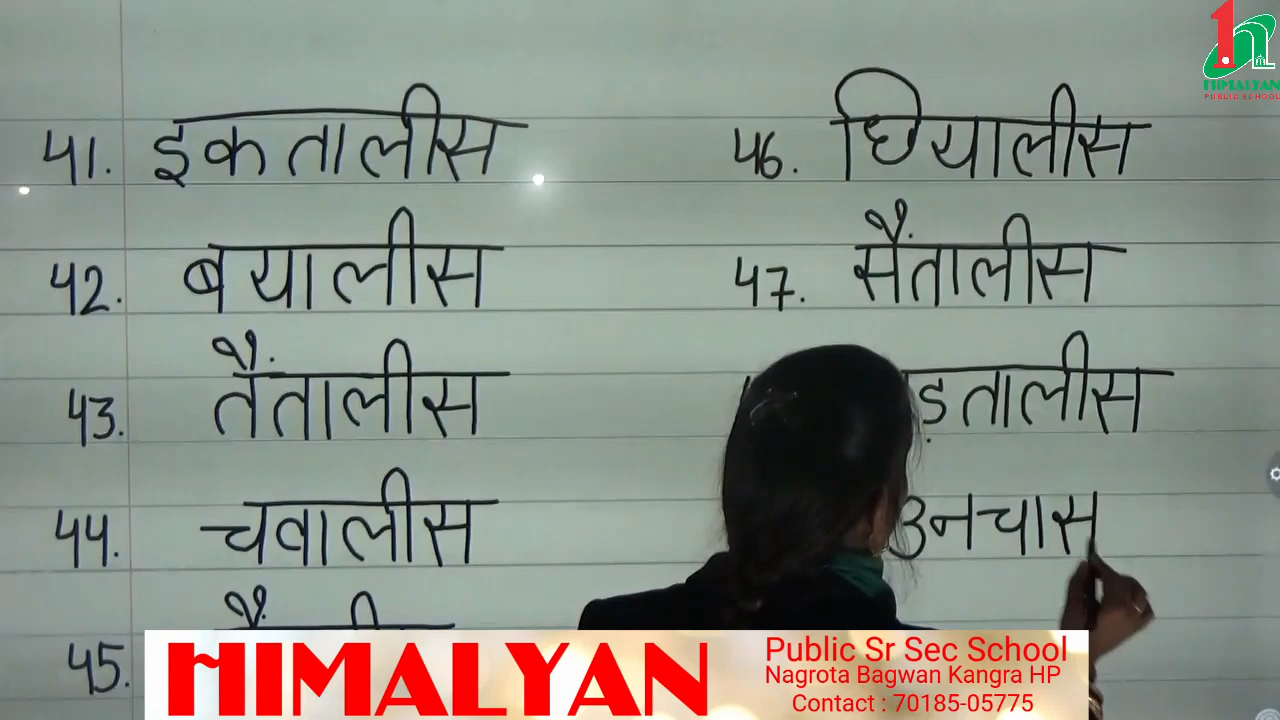 41. इकतालीस
42. बयालीस
43. तैंतालीस
44. चवालीस
45.
46. छियालीस
47. सैंतालीस
ड़तालीस
उनचास
HIMALYAN
PUBLIC SCHOOL
HIMALYAN
Public Sr Sec School
Nagrota Bagwan Kangra HP
Contact : 70185-05775